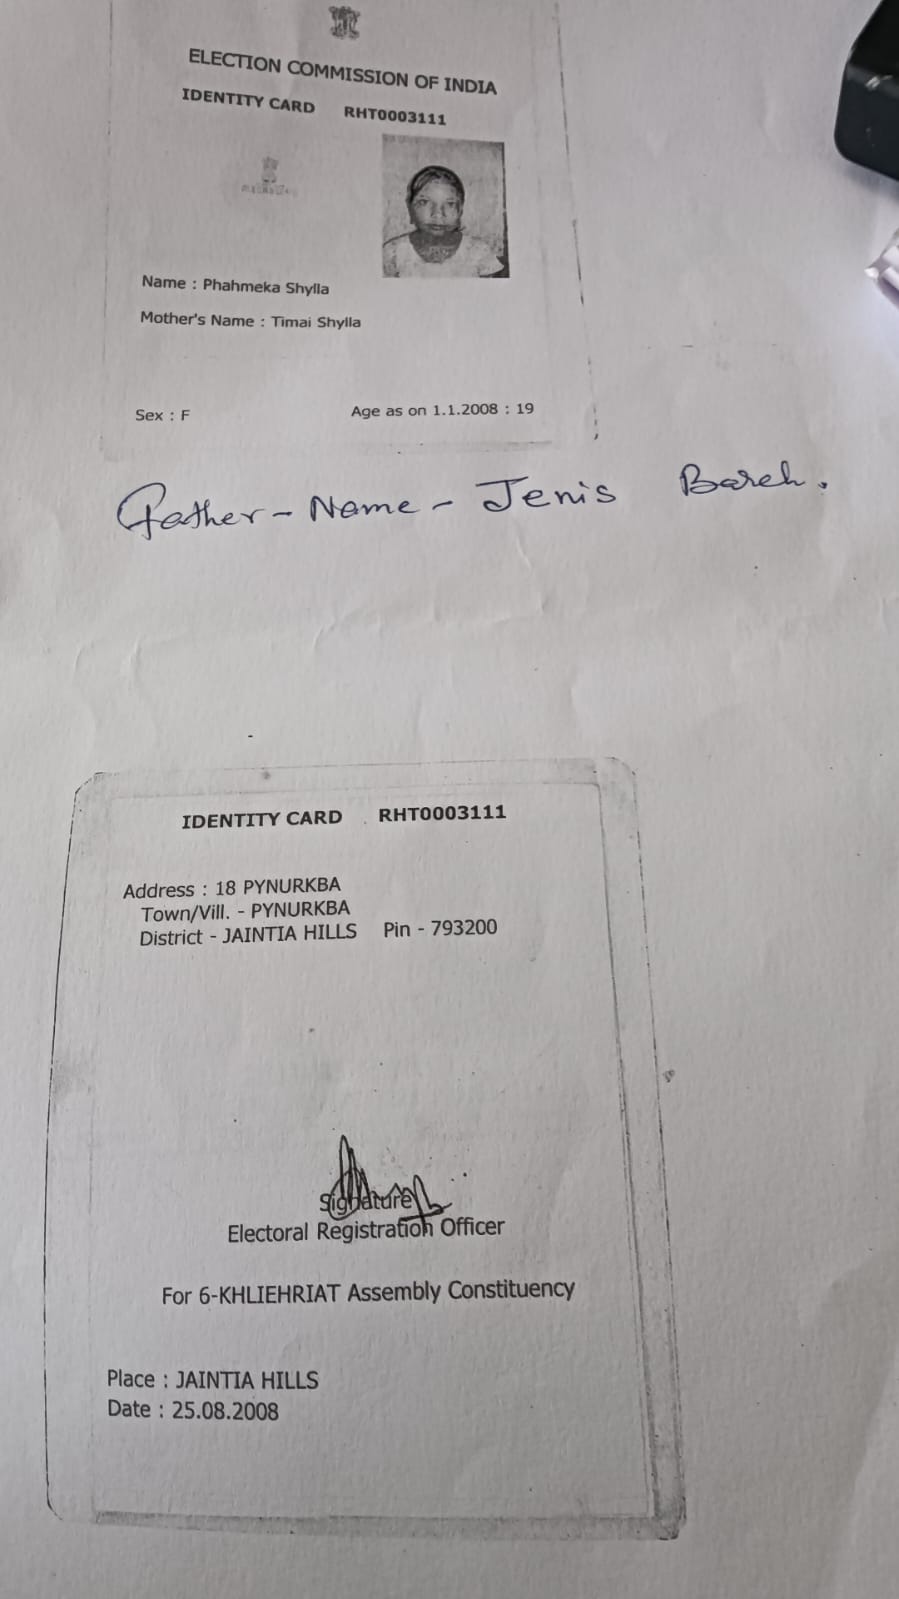 ELECTION COMMISSION OF INDIA
IDENTITY CARD RHT0003111
Name : Phahmeka Shylla
Mother's Name : Timai Shylla
Sex : F Age as on 1.1.2008 : 19
Father - Name - Jenis Bareh.
IDENTITY CARD RHT0003111
Address : 18 PYNURKBA
Town/Vill. - PYNURKBA
District - JAINTIA HILLS Pin - 793200
Signature
Electoral Registration Officer
For 6-KHLIEHRIAT Assembly Constituency
Place : JAINTIA HILLS
Date : 25.08.2008